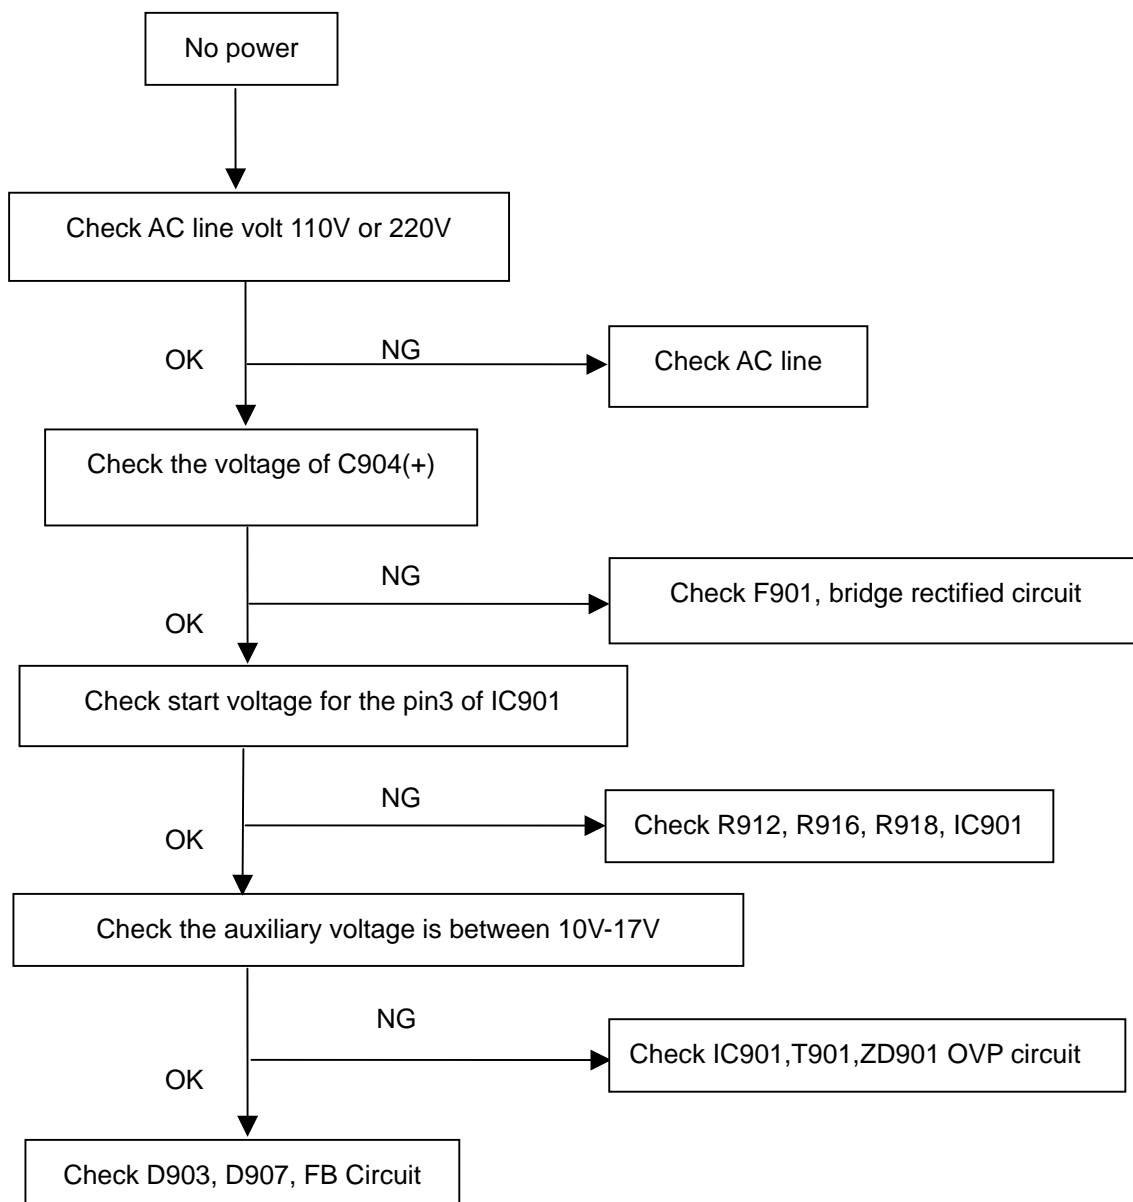 No power
Check AC line volt 110V or 220V
OK
NG
Check AC line
Check the voltage of C904(+)
NG
OK
Check F901, bridge rectified circuit
Check start voltage for the pin3 of IC901
NG
OK
Check R912, R916, R918, IC901
Check the auxiliary voltage is between 10V-17V
NG
OK
Check IC901,T901,ZD901 OVP circuit
Check D903, D907, FB Circuit